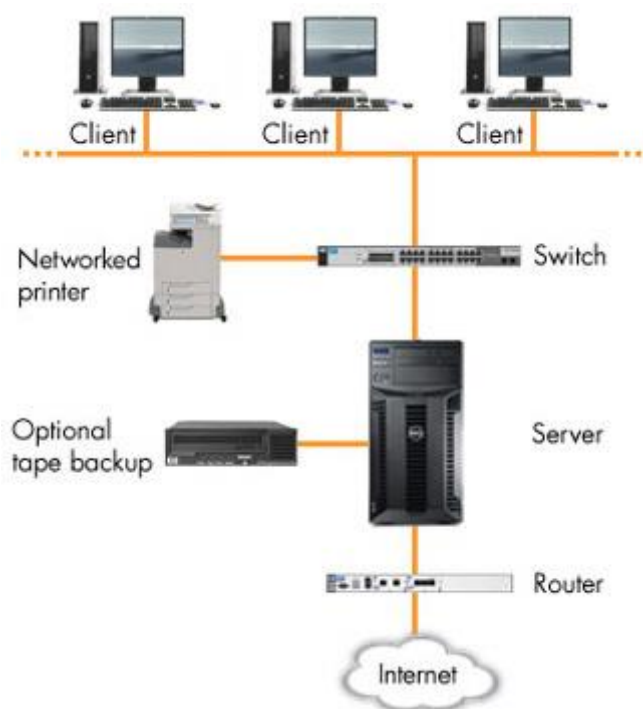 Client
Client
Client
Networked
printer
Switch
Optional
tape backup
Server
Router
Internet